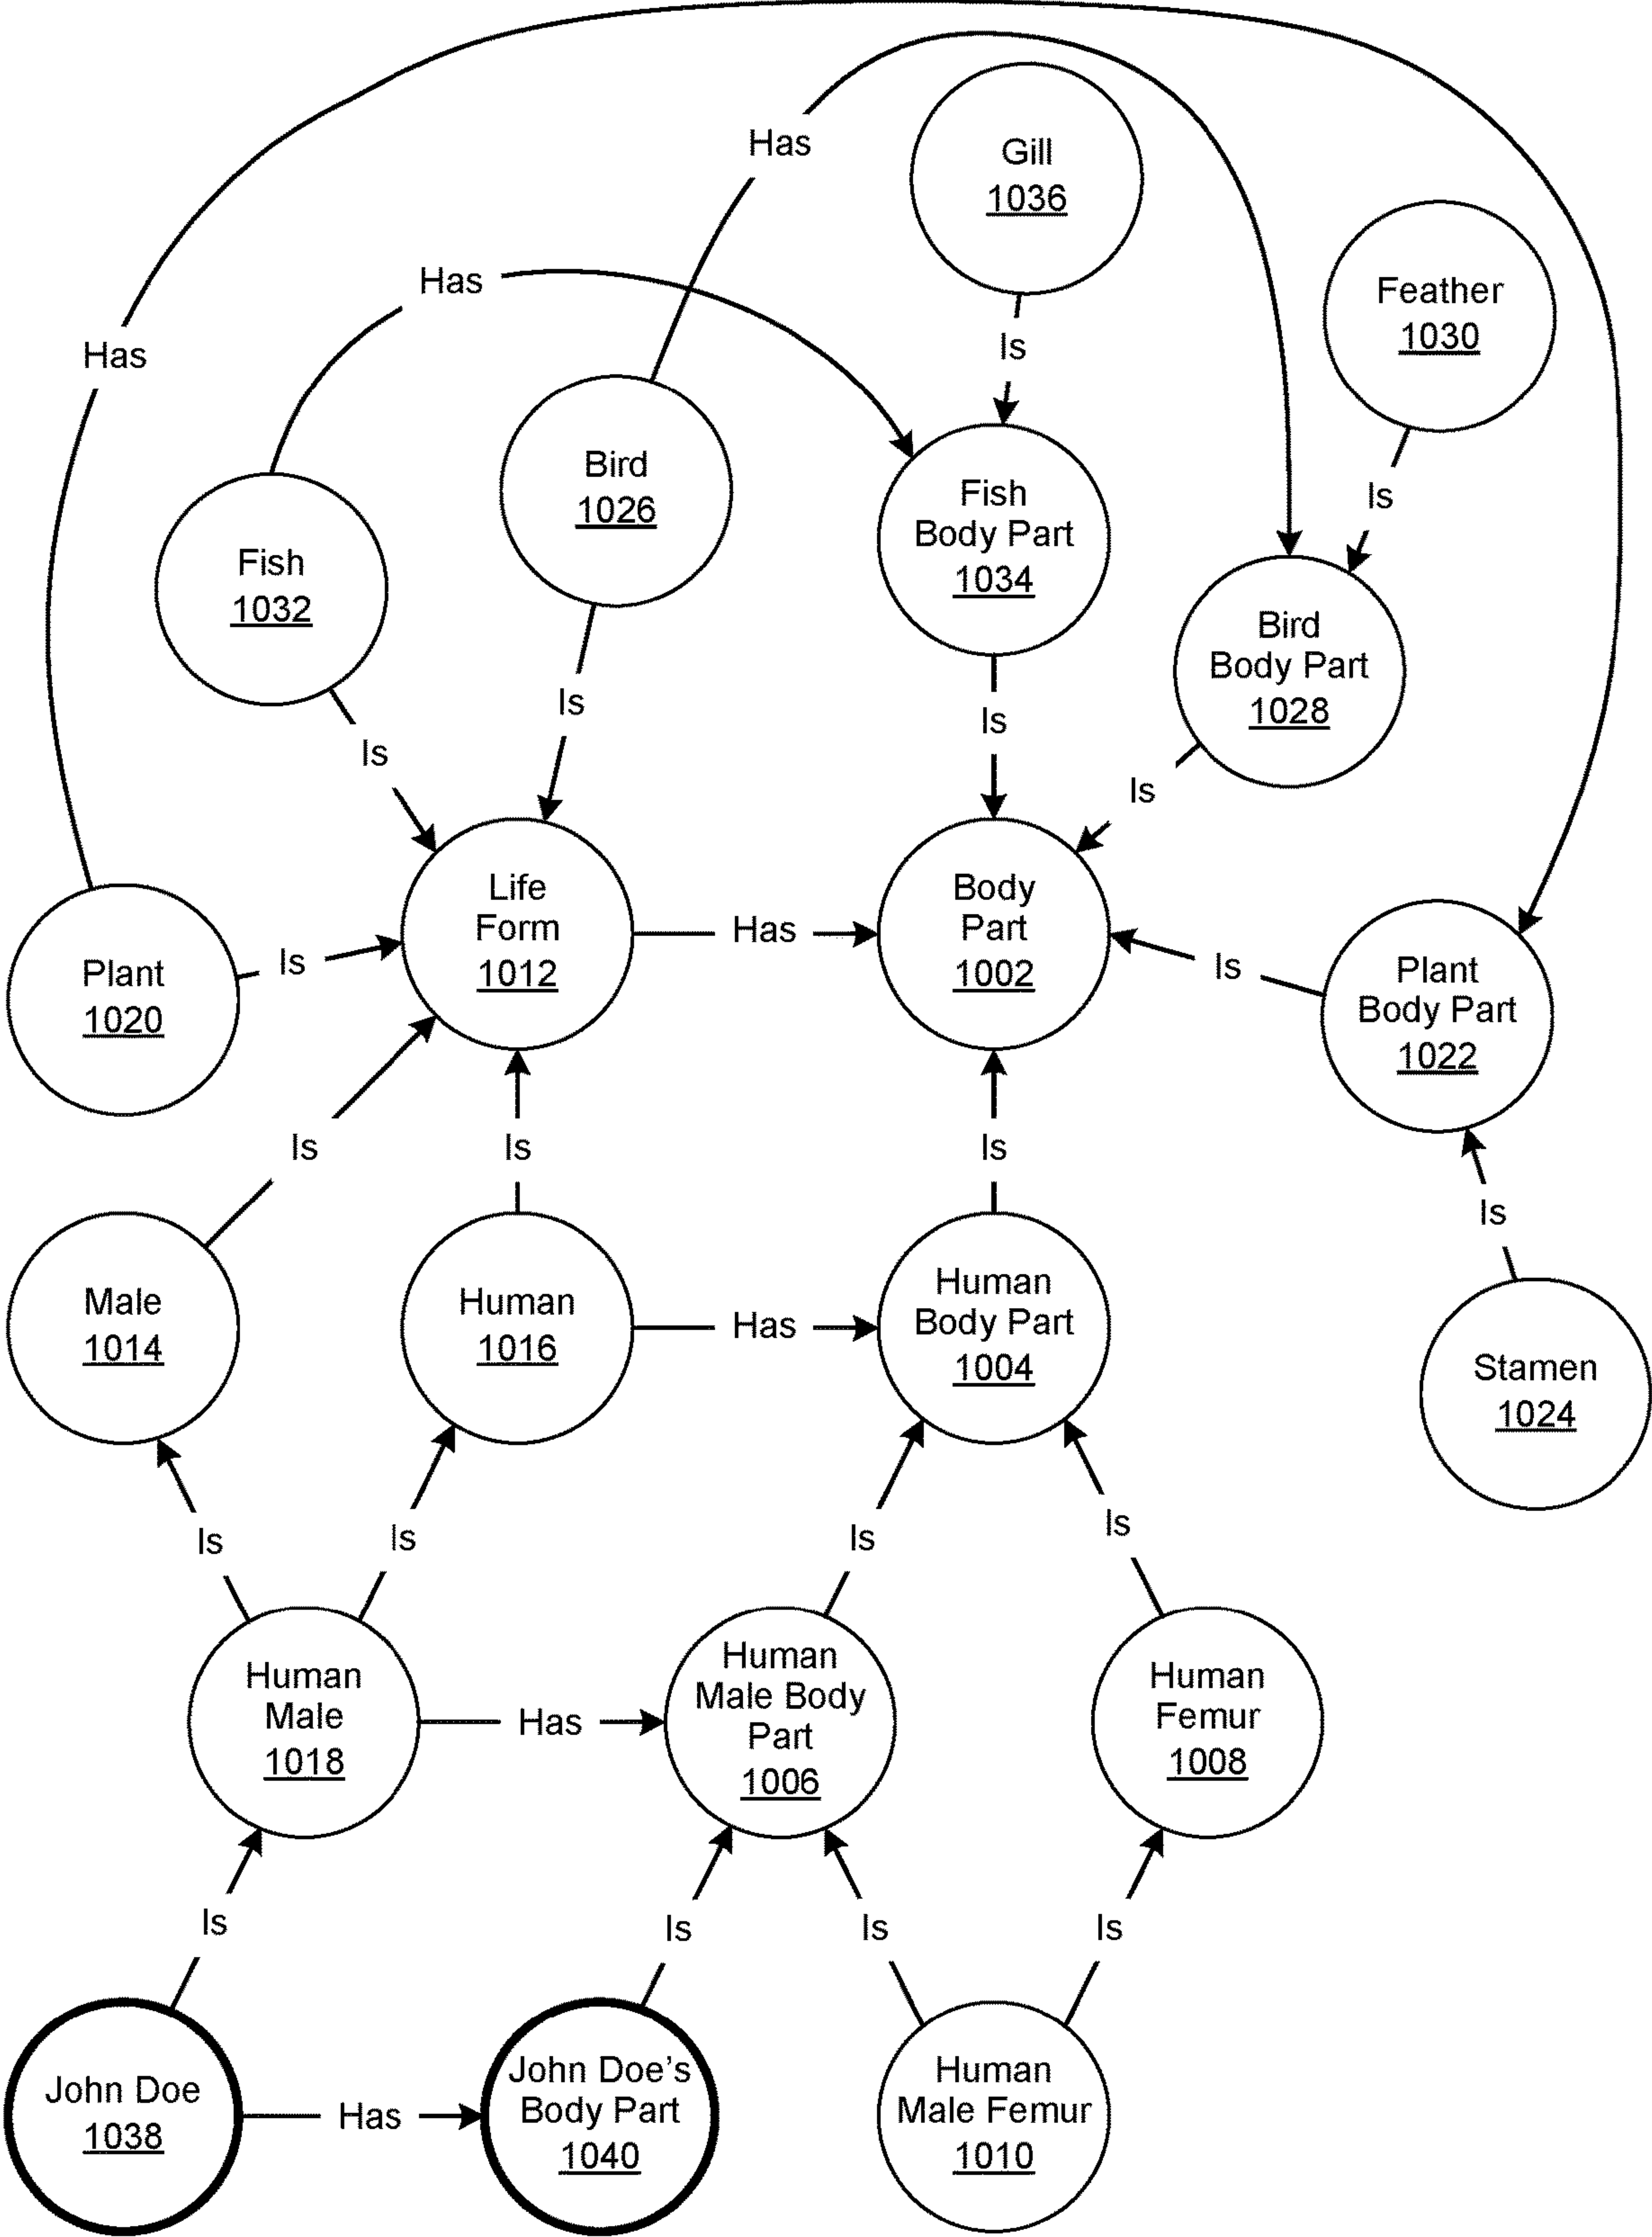 Has
Gill
1036
Has
Feather
1030
Is
Has
Bird
1026
Fish
Body Part
1034
Is
Fish
1032
Bird
Body Part
1028
Is
Is
Is
Is
Life
Form
1012
Has
Body
Part
1002
Is
Plant
1020
Is
Plant
Body Part
1022
Is
Is
Is
Is
Male
1014
Human
1016
Has
Human
Body Part
1004
Stamen
1024
Is
Is
Is
Is
Human
Male
1018
Has
Human
Male Body
Part
1006
Human
Femur
1008
Is
Is
Is
Is
John Doe
1038
Has
John Doe's
Body Part
1040
Human
Male Femur
1010